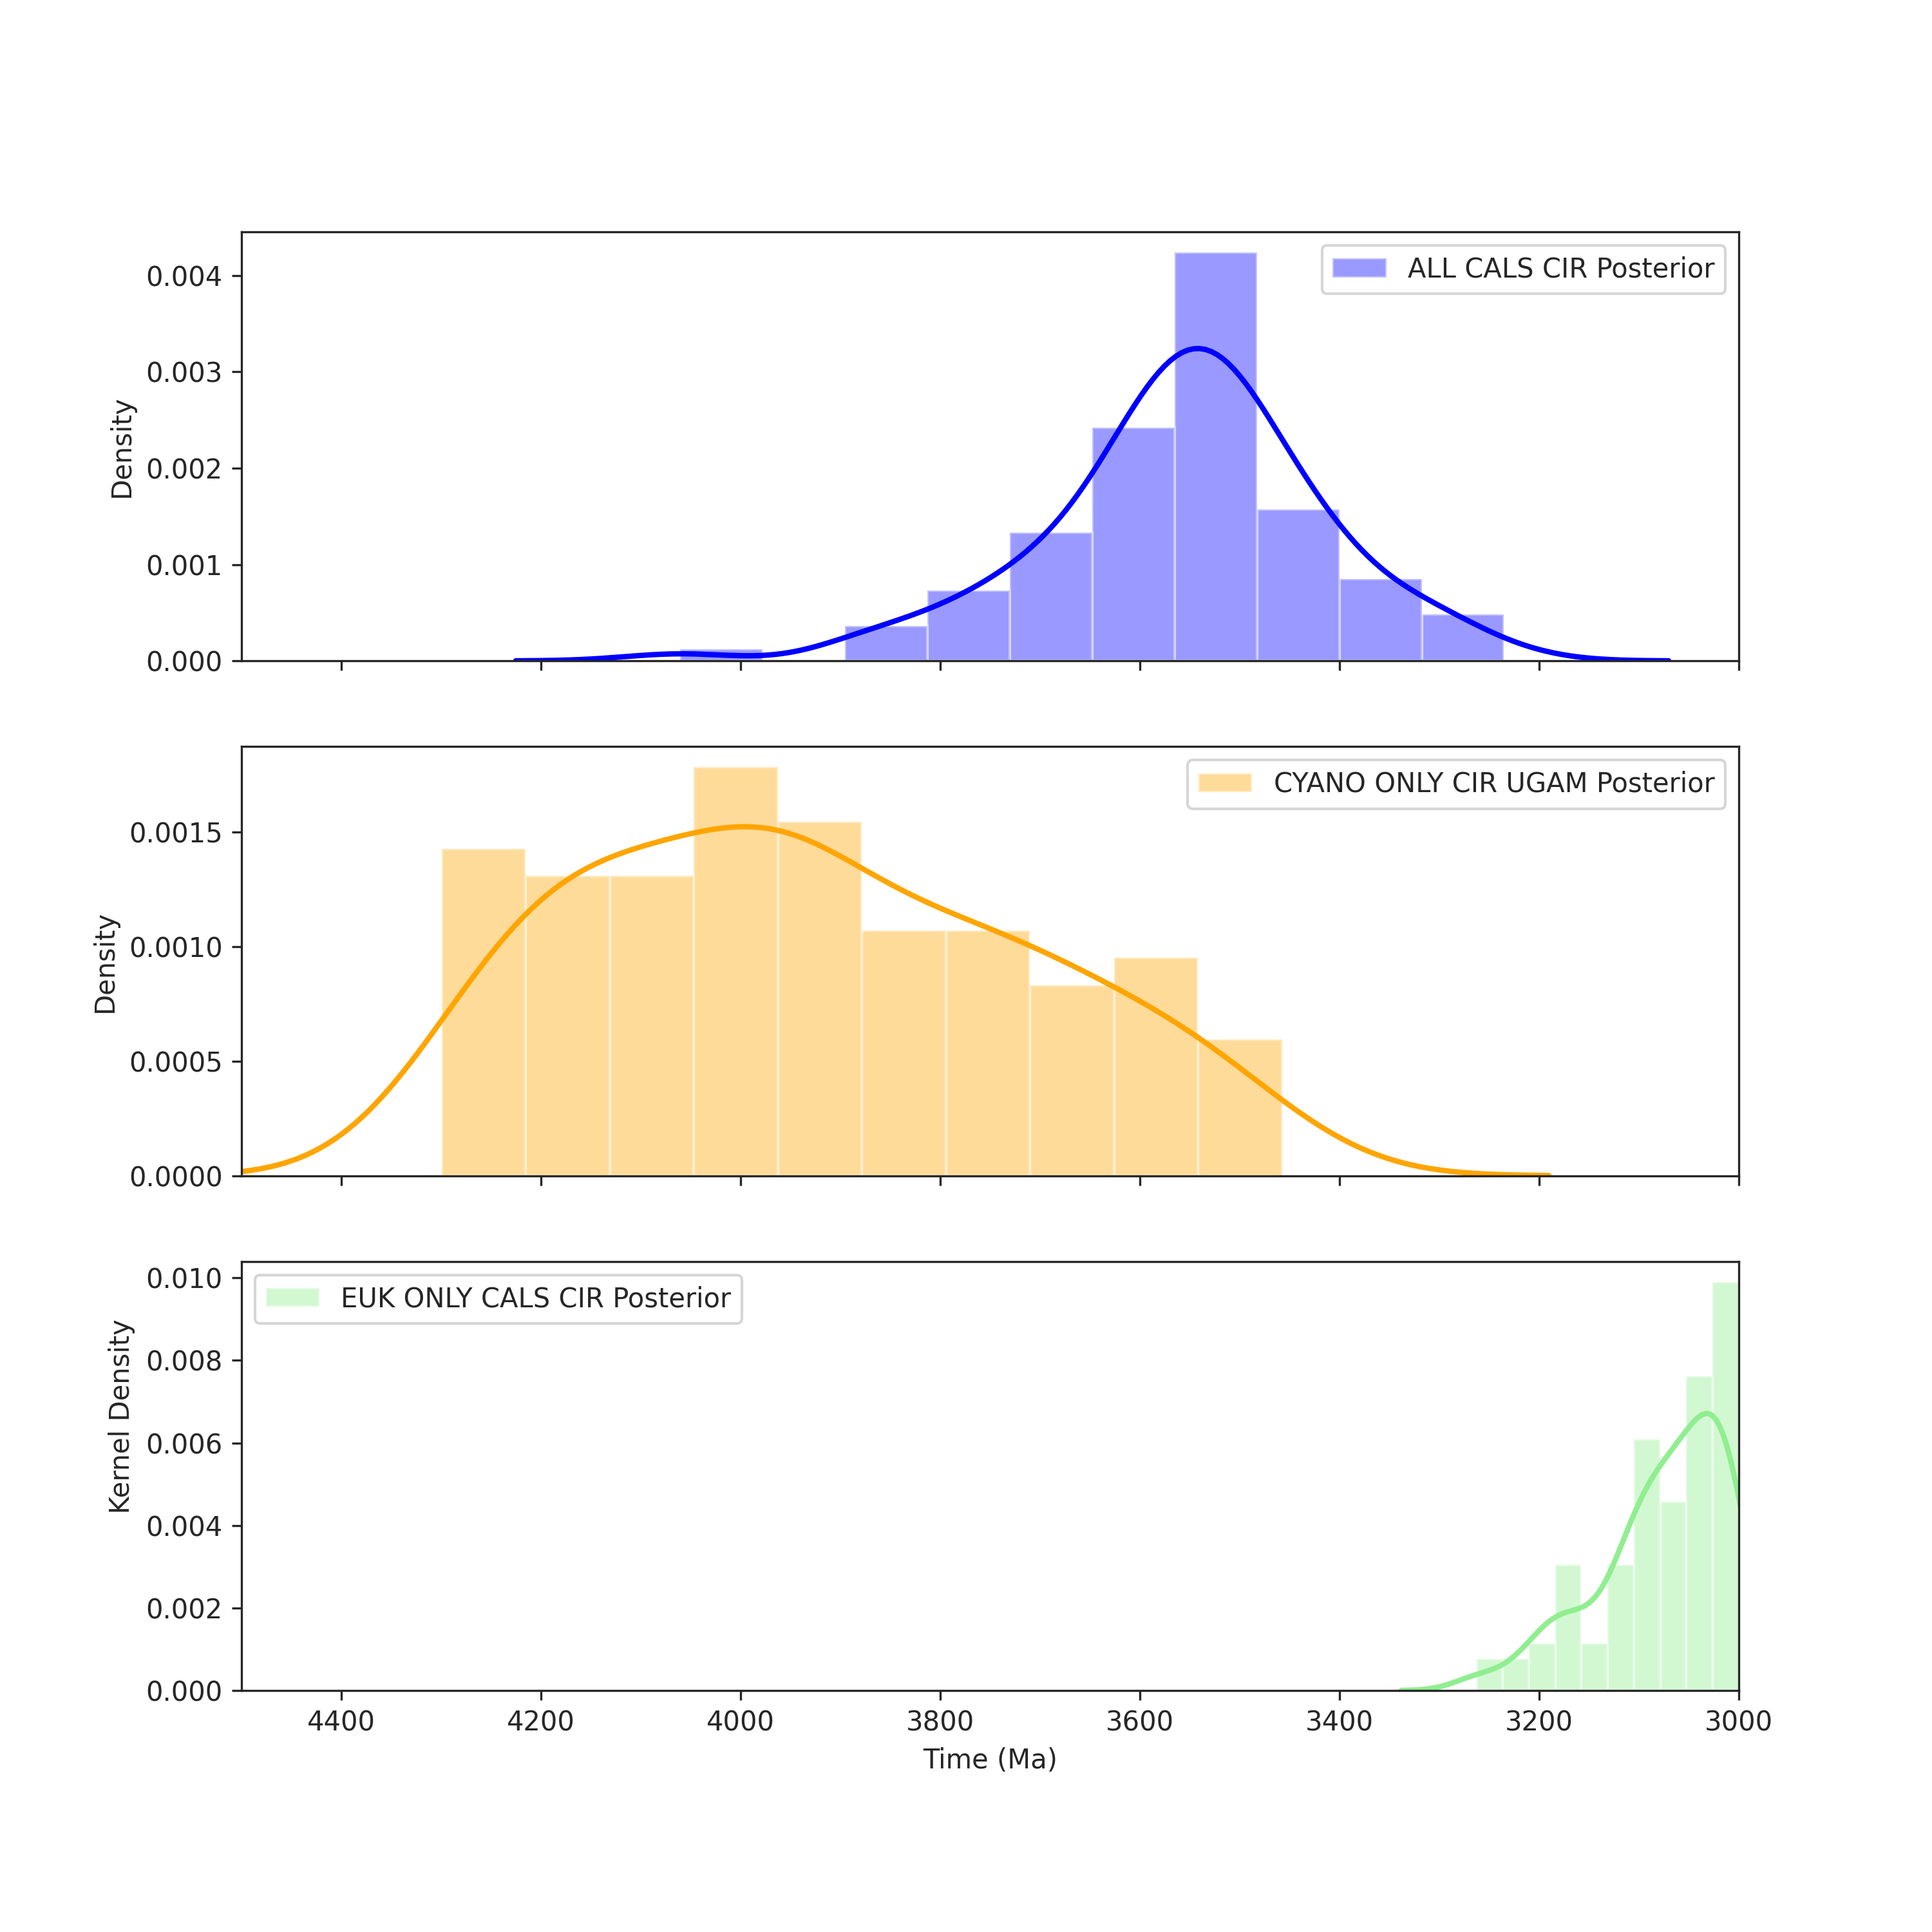 ALL CALS CIR Posterior
0.004
0.003
0.002
0.001
0.000
Density
CYANO ONLY CIR UGAM Posterior
0.0015
0.0010
0.0005
0.0000
Density
EUK ONLY CALS CIR Posterior
0.010
0.008
0.006
0.004
0.002
0.000
Kernel Density
4400 4200 4000 3800 3600 3400 3200 3000
Time (Ma)